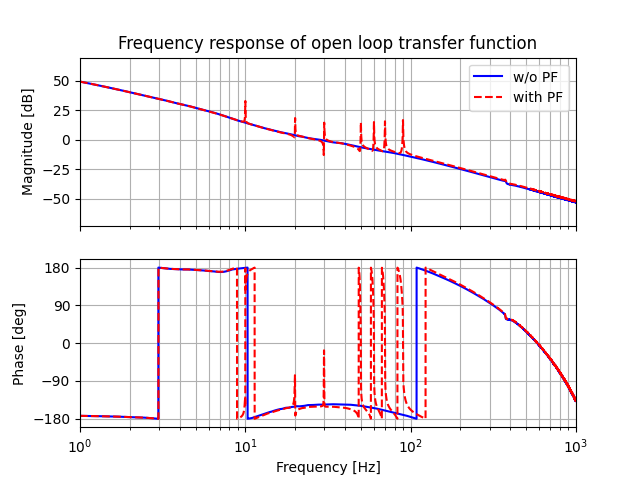 Frequency response of open loop transfer function
Magnitude [dB]
50
25
0
−25
−50
w/o PF
with PF
Phase [deg]
180
90
0
−90
−180
10⁰
10¹
10²
10³
Frequency [Hz]